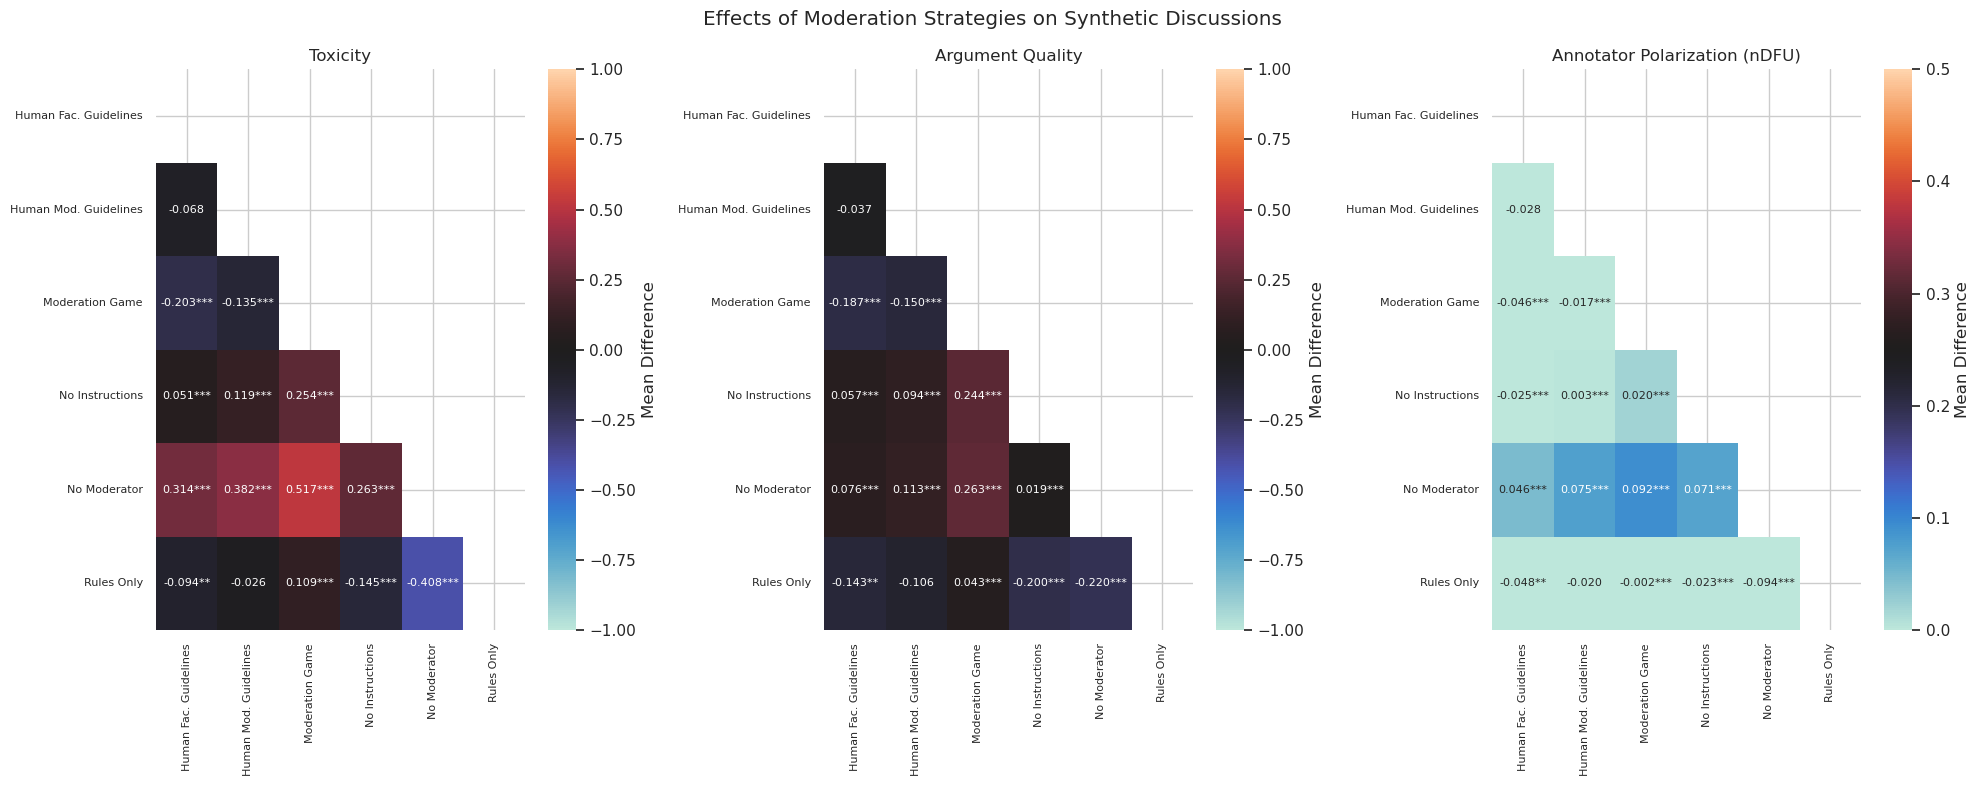 Effects of Moderation Strategies on Synthetic Discussions
Toxicity
Human Fac. Guidelines
Human Mod. Guidelines
Moderation Game
No Instructions
No Moderator
Rules Only
-0.068
-0.203*** -0.135***
0.051*** 0.119*** 0.254***
0.314*** 0.382*** 0.517*** 0.263***
-0.094** -0.026 0.109*** -0.145*** -0.408***
Human Fac. Guidelines
Human Mod. Guidelines
Moderation Game
No Instructions
No Moderator
Rules Only
1.00
0.75
0.50
0.25
0.00
−0.25
−0.50
−0.75
−1.00
Mean Difference
Argument Quality
Human Fac. Guidelines
Human Mod. Guidelines
Moderation Game
No Instructions
No Moderator
Rules Only
-0.037
-0.187*** -0.150***
0.057*** 0.094*** 0.244***
0.076*** 0.113*** 0.263*** 0.019***
-0.143** -0.106 0.043*** -0.200*** -0.220***
Human Fac. Guidelines
Human Mod. Guidelines
Moderation Game
No Instructions
No Moderator
Rules Only
1.00
0.75
0.50
0.25
0.00
−0.25
−0.50
−0.75
−1.00
Mean Difference
Annotator Polarization (nDFU)
Human Fac. Guidelines
Human Mod. Guidelines
Moderation Game
No Instructions
No Moderator
Rules Only
-0.028
-0.046*** -0.017***
-0.025*** 0.003*** 0.020***
0.046*** 0.075*** 0.092*** 0.071***
-0.048** -0.020 -0.002*** -0.023*** -0.094***
Human Fac. Guidelines
Human Mod. Guidelines
Moderation Game
No Instructions
No Moderator
Rules Only
0.5
0.4
0.3
0.2
0.1
0.0
Mean Difference